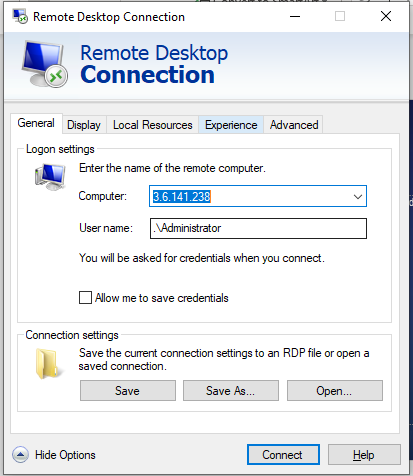 Remote Desktop Connection
Remote Desktop
Connection
General Display Local Resources Experience Advanced
Logon settings
Enter the name of the remote computer.
Computer: 3.6.141.238
User name: .\Administrator
You will be asked for credentials when you connect.
Allow me to save credentials
Connection settings
Save the current connection settings to an RDP file or open a
saved connection.
Save Save As... Open...
Hide Options Connect Help